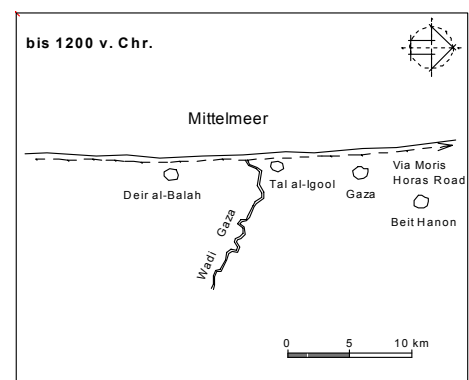 bis 1200 v. Chr.
Mittelmeer
Deir al-Balah
Tal al-Igool
Gaza
Via Moris
Horas Road
Beit Hanon
Wadi Gaza
0 5 10 km